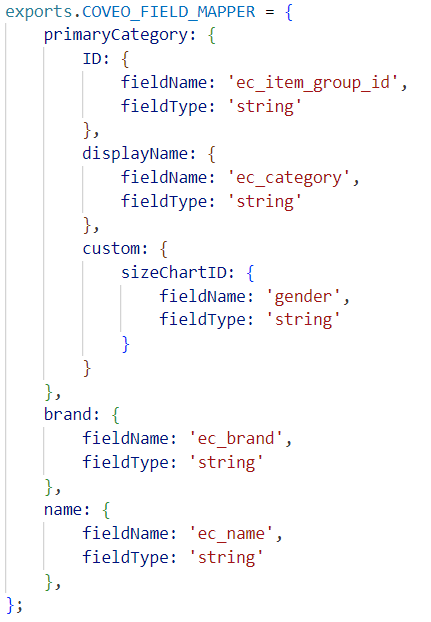 exports.COVEO_FIELD_MAPPER = {
    primaryCategory: {
        ID: {
            fieldName: 'ec_item_group_id',
            fieldType: 'string'
        },
        displayName: {
            fieldName: 'ec_category',
            fieldType: 'string'
        },
        custom: {
            sizeChartID: {
                fieldName: 'gender',
                fieldType: 'string'
            }
        }
    },
    brand: {
        fieldName: 'ec_brand',
        fieldType: 'string'
    },
    name: {
        fieldName: 'ec_name',
        fieldType: 'string'
    },
};